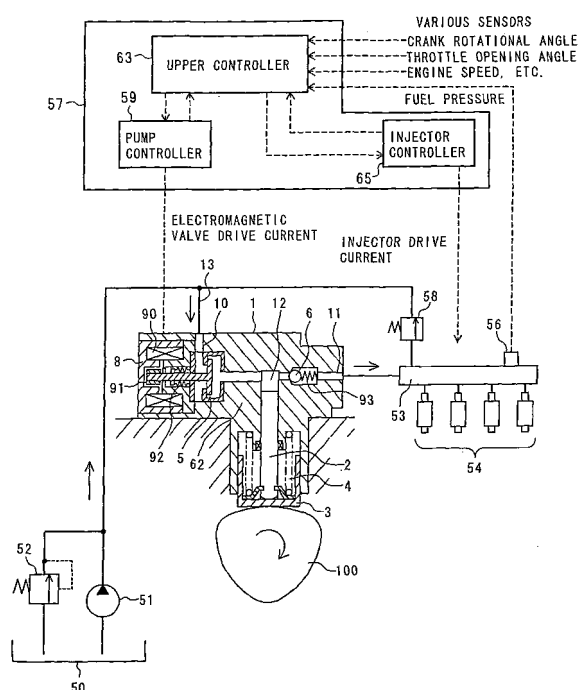 VARIOUS SENSORS
CRANK ROTATIONAL ANGLE
THROTTLE OPENING ANGLE
ENGINE SPEED, ETC.
FUEL PRESSURE
63
UPPER CONTROLLER
57
59
PUMP
CONTROLLER
INJECTOR
CONTROLLER
65
ELECTROMAGNETIC
VALVE DRIVE CURRENT
INJECTOR DRIVE
CURRENT
13
90
10
1
12
6
11
58
56
8
91
53
93
92
5
62
2
4
54
3
52
51
100
50